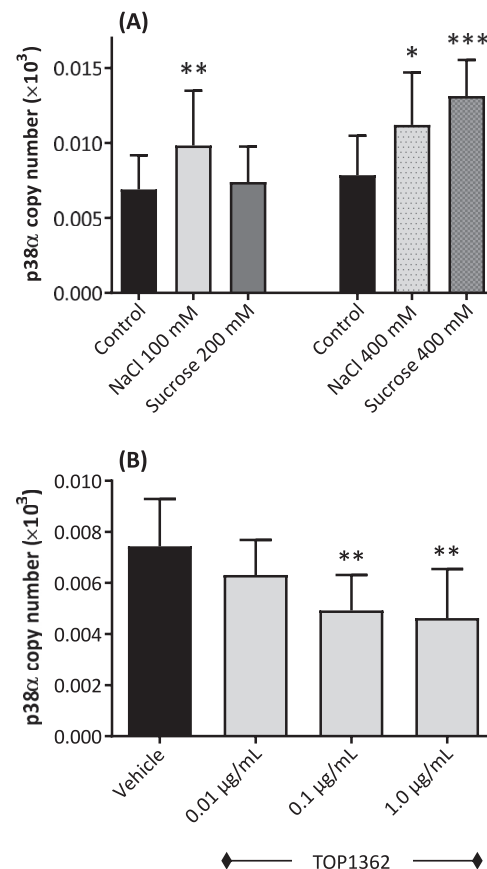 (A)
p38α copy number (×10³)
0.015
0.010
0.005
0.000
** * ***
Control
NaCl 100 mM
Sucrose 200 mM
Control
NaCl 400 mM
Sucrose 400 mM
(B)
p38α copy number (×10³)
0.010
0.008
0.006
0.004
0.002
0.000
** **
Vehicle
0.01 µg/mL
0.1 µg/mL
1.0 µg/mL
TOP1362